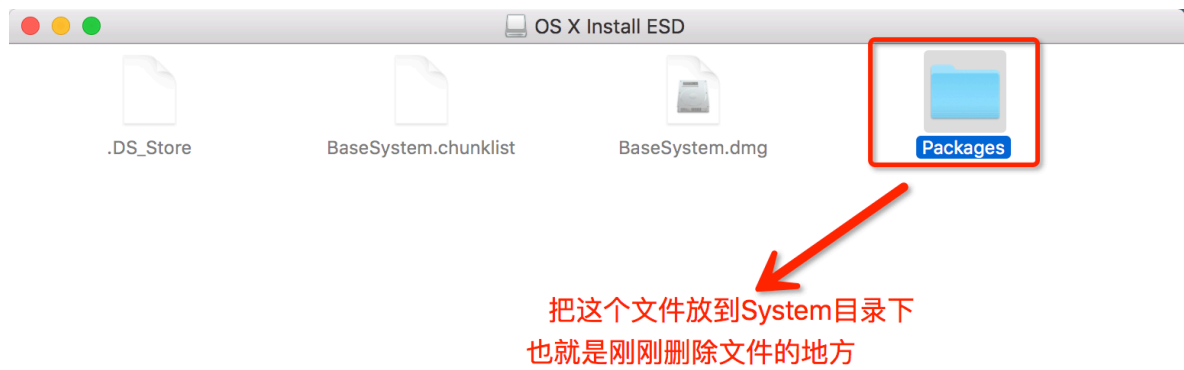 OS X Install ESD
.DS_Store
BaseSystem.chunklist
BaseSystem.dmg
Packages
把这个文件放到System目录下
也就是刚刚删除文件的地方